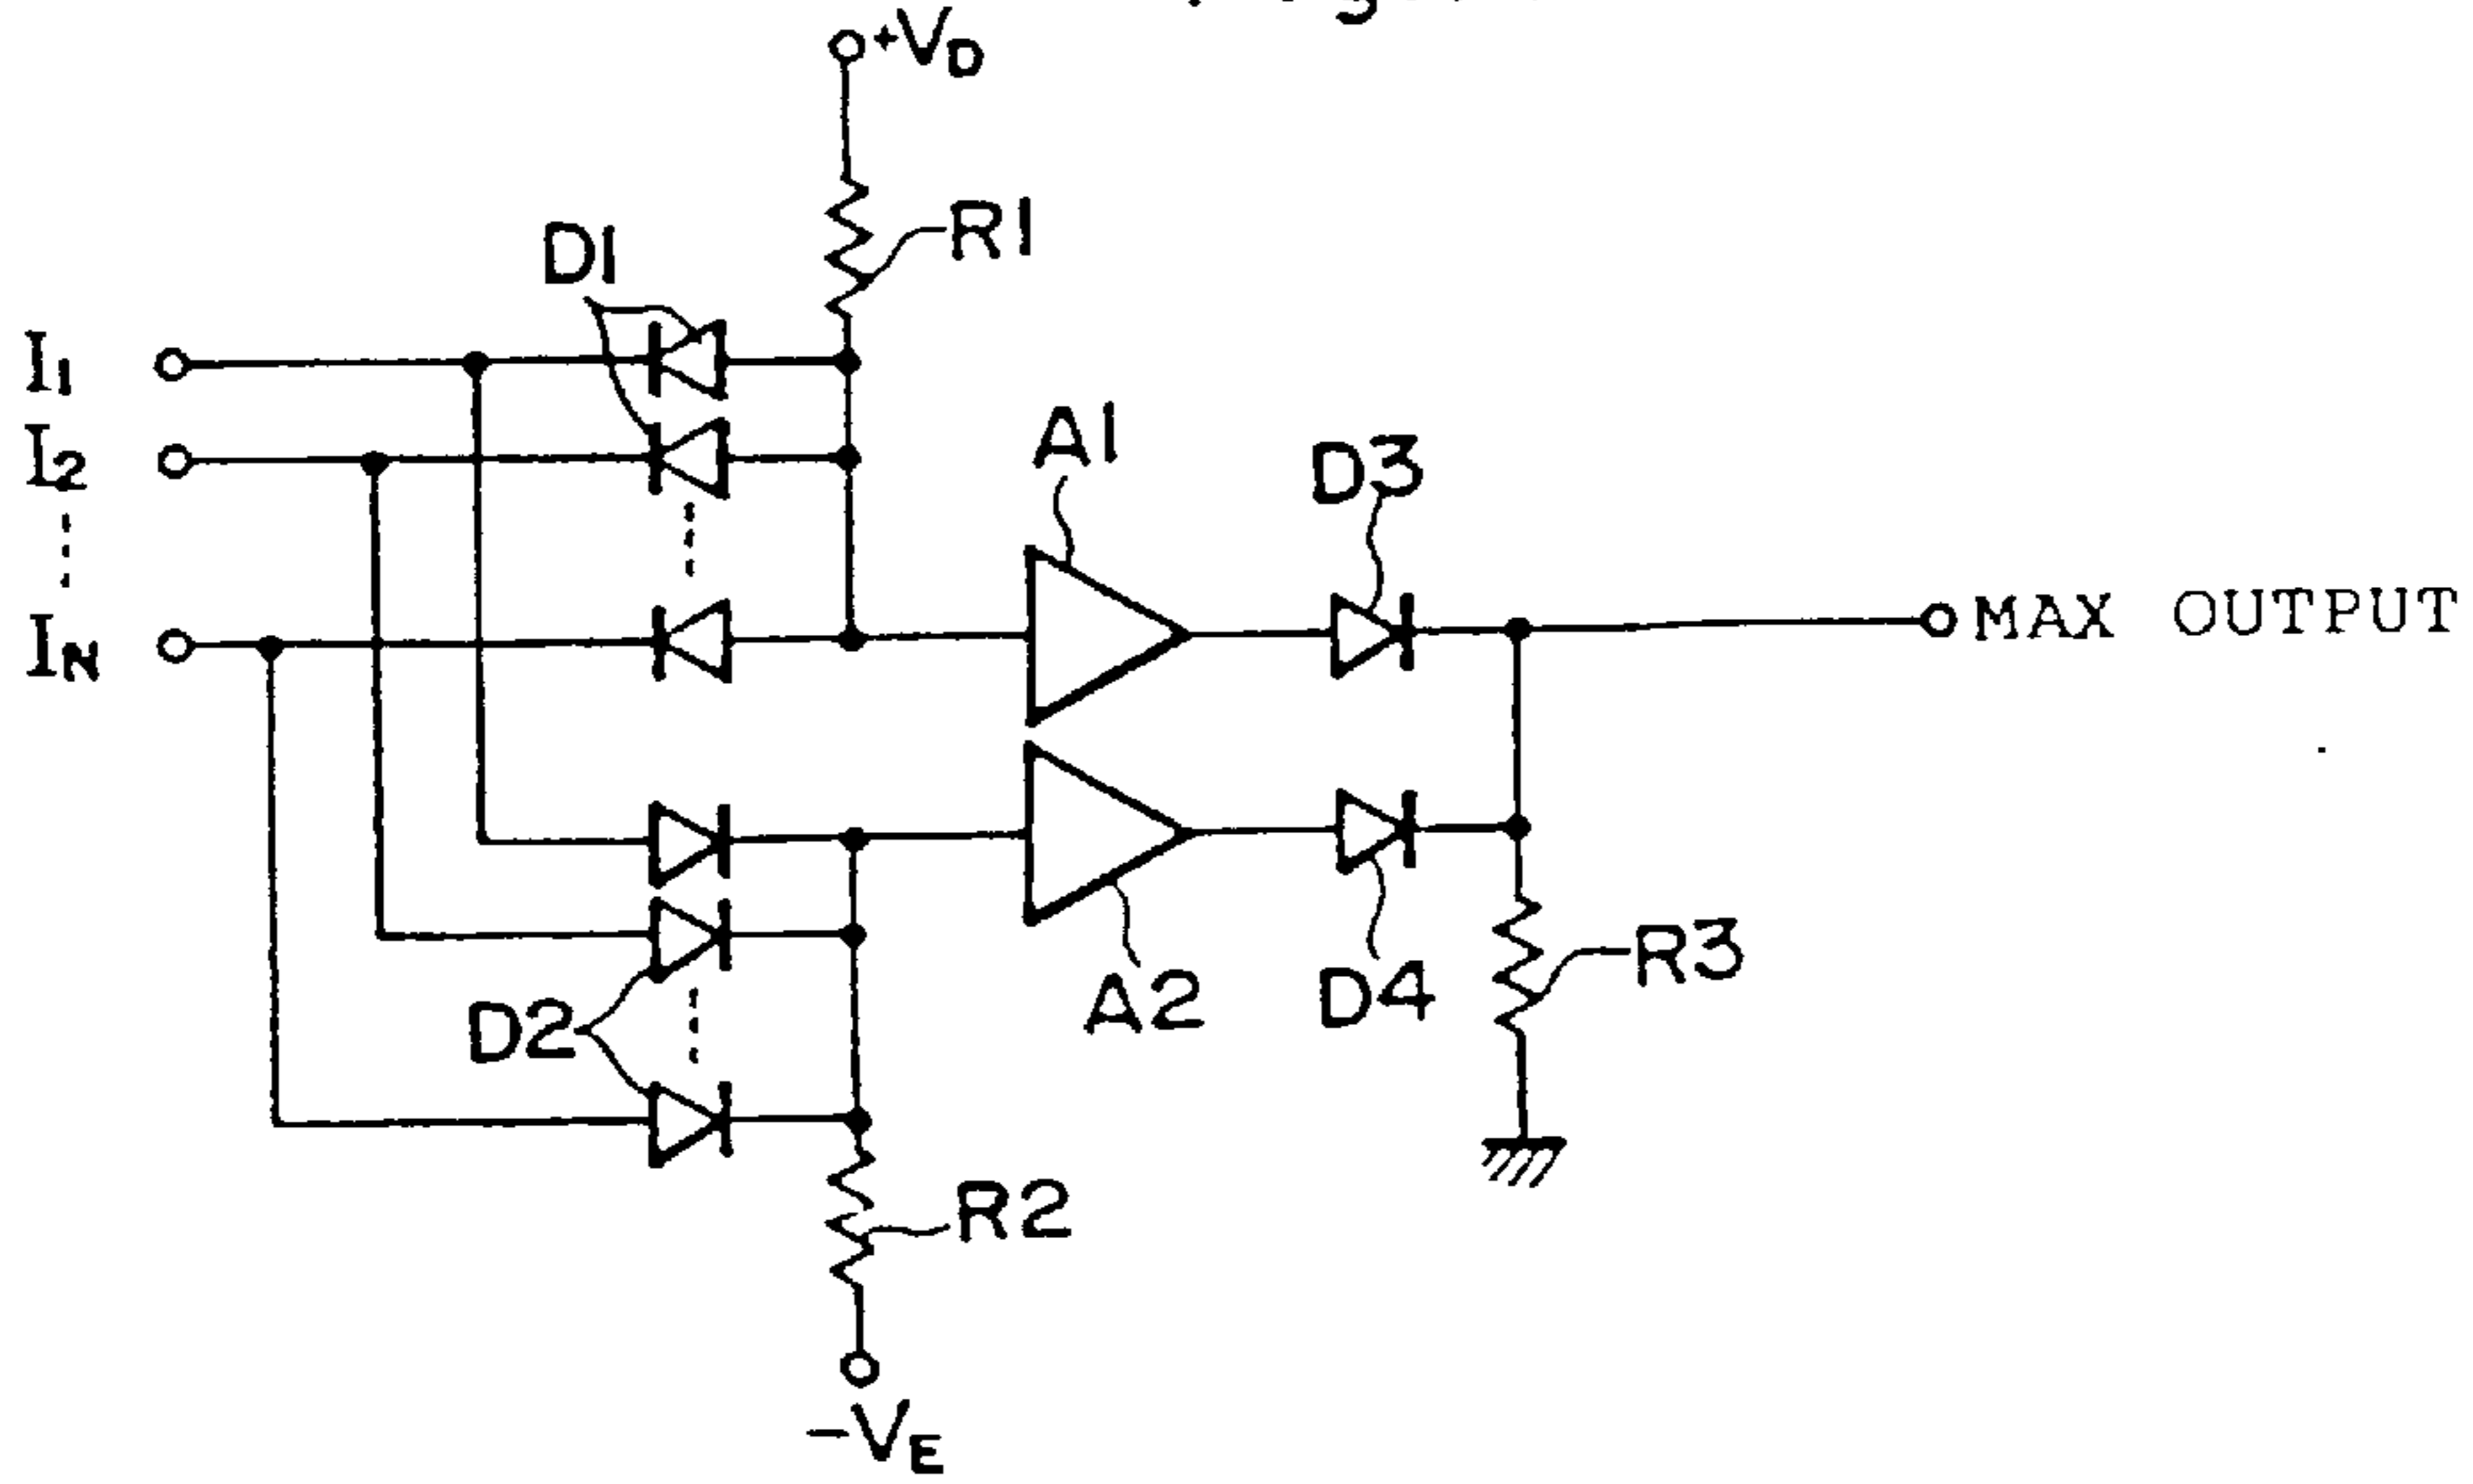 +VD
R1
D1
I1
I2
IN
A1
D3
MAX OUTPUT
A2
D4
R3
D2
R2
-VE